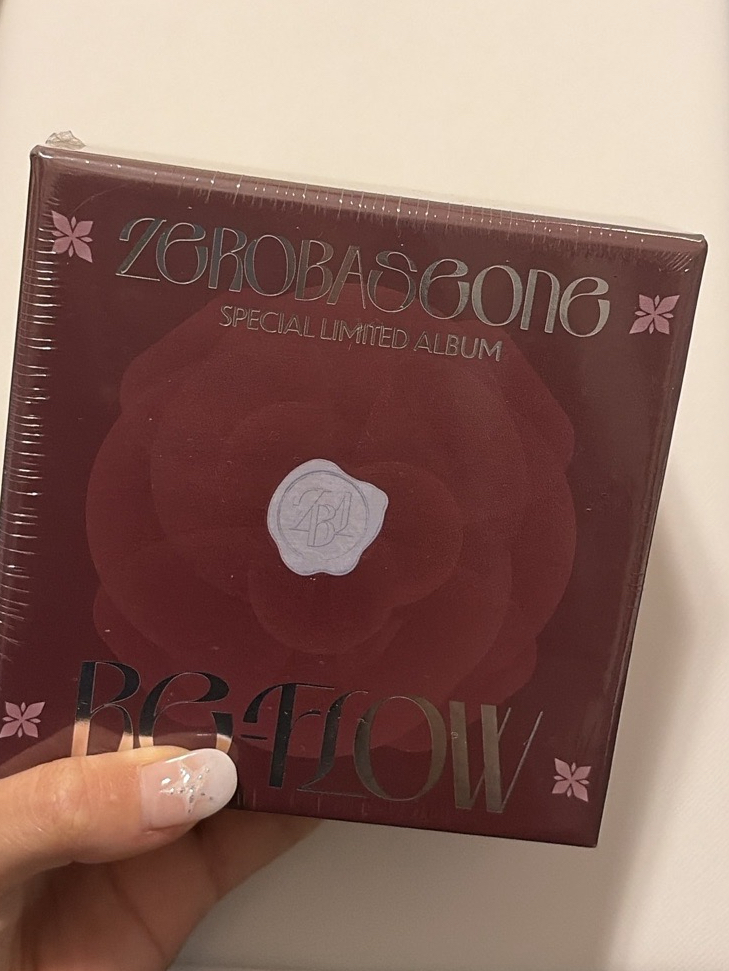 ZEROBASEONE
SPECIAL LIMITED ALBUM
ZB1
RE-FLOW